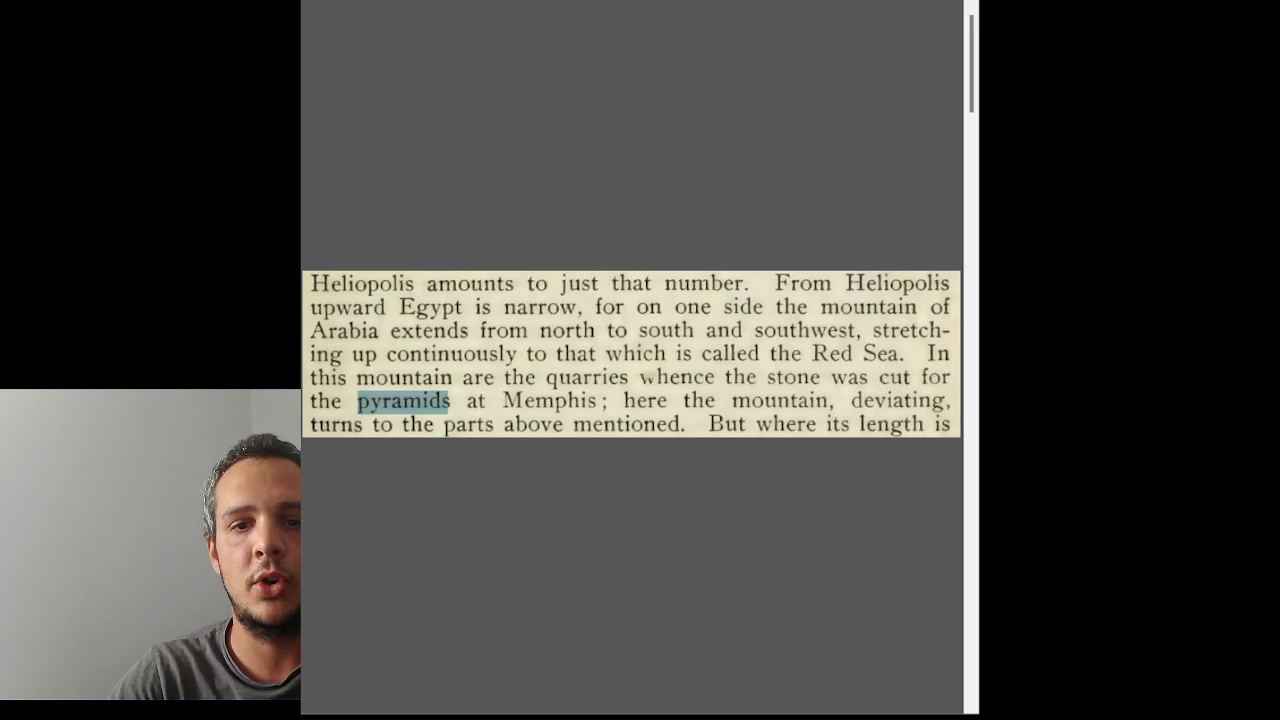 Heliopolis amounts to just that number. From Heliopolis
upward Egypt is narrow, for on one side the mountain of
Arabia extends from north to south and southwest, stretch-
ing up continuously to that which is called the Red Sea. In
this mountain are the quarries whence the stone was cut for
the pyramids at Memphis; here the mountain, deviating,
turns to the parts above mentioned. But where its length is